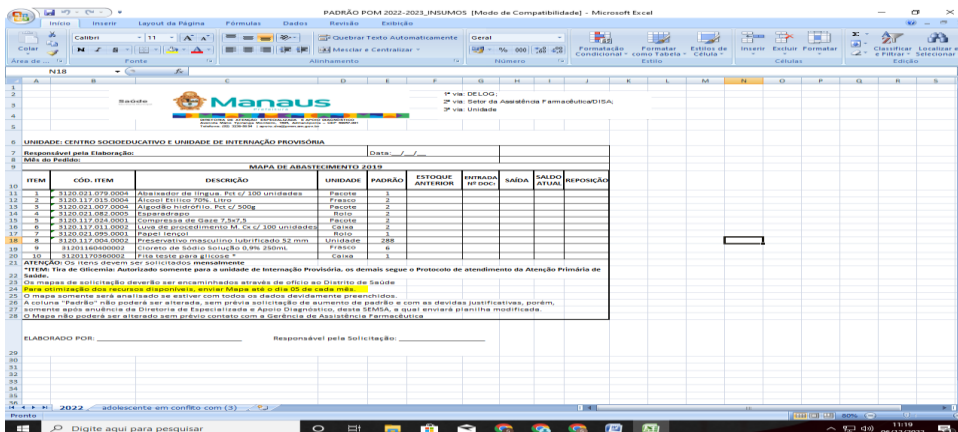 PADRÃO POM 2022-2023_INSUMOS [Modo de Compatibilidade] - Microsoft Excel
Início Inserir Layout da Página Fórmulas Dados Revisão Exibição
Colar
Calibri 11 A A
Quebrar Texto Automaticamente
Geral
N I S
Mesclar e Centralizar
% 000
Formatação Condicional
Formatar como Tabela
Estilos de Célula
Inserir Excluir Formatar
Classificar e Filtrar
Localizar e Selecionar
Área de ... Fonte Alinhamento Número Estilo Células Edição
N18 fx
A B C D E F G H I J K L M N O P Q R S
Saúde Manaus
Prefeitura
1ª via: DELOG;
2ª via: Setor da Assistência Farmacêutica/DISA;
3ª via: Unidade
UNIDADE: CENTRO SOCIOEDUCATIVO E UNIDADE DE INTERNAÇÃO PROVISÓRIA
Responsável pela Elaboração: Data:__/__/__
Mês do Pedido:
MAPA DE ABASTECIMENTO 2019
ITEM CÓD. ITEM DESCRIÇÃO UNIDADE PADRÃO ESTOQUE ANTERIOR ENTRADA Nº DOC: SAÍDA SALDO ATUAL REPOSIÇÃO
1 3120.021.079.0004 Abaixador de língua. Pct c/ 100 unidades Pacote 1
2 3120.117.015.0004 Álcool Etílico 70%. Litro Frasco 2
3 3120.021.007.0004 Algodão hidrófilo. Pct c/ 500g Pacote 2
4 3120.021.082.0005 Esparadrapo Rolo 2
5 3120.117.024.0001 Compressa de Gaze 7,5x7,5 Pacote 2
6 3120.117.011.0002 Luva de procedimento M. Cx c/ 100 unidades Caixa 2
7 3120.021.095.0001 Papel lençol Rolo 1
8 3120.117.004.0002 Preservativo masculino lubrificado 52 mm Unidade 288
9 31201160400002 Cloreto de Sódio Solução 0,9% 250mL Frasco 6
10 31201170360002 Fita teste para glicose * Caixa 1
ATENÇÃO: Os itens devem ser solicitados mensalmente
*ITEM: Tira de Glicemia: Autorizado somente para a unidade de Internação Provisória, os demais segue o Protocolo de atendimento da Atenção Primária de
Saúde.
Os mapas de solicitação deverão ser encaminhados através de ofício ao Distrito de Saúde
Para otimização dos recursos disponíveis, enviar Mapa até o dia 05 de cada mês.
O mapa somente será analisado se estiver com todos os dados devidamente preenchidos.
A coluna "Padrão" não poderá ser alterada, sem prévia solicitação de aumento de padrão e com as devidas justificativas, porém,
somente após anuência da Diretoria de Especializada e Apoio Diagnóstico, desta SEMSA, a qual enviará planilha modificada.
O Mapa não poderá ser alterado sem prévio contato com a Gerência de Assistência Farmacêutica
ELABORADO POR: Responsável pela Solicitação:
2022 adolescente em conflito com (3)
Pronto 80%
Digite aqui para pesquisar
11:19